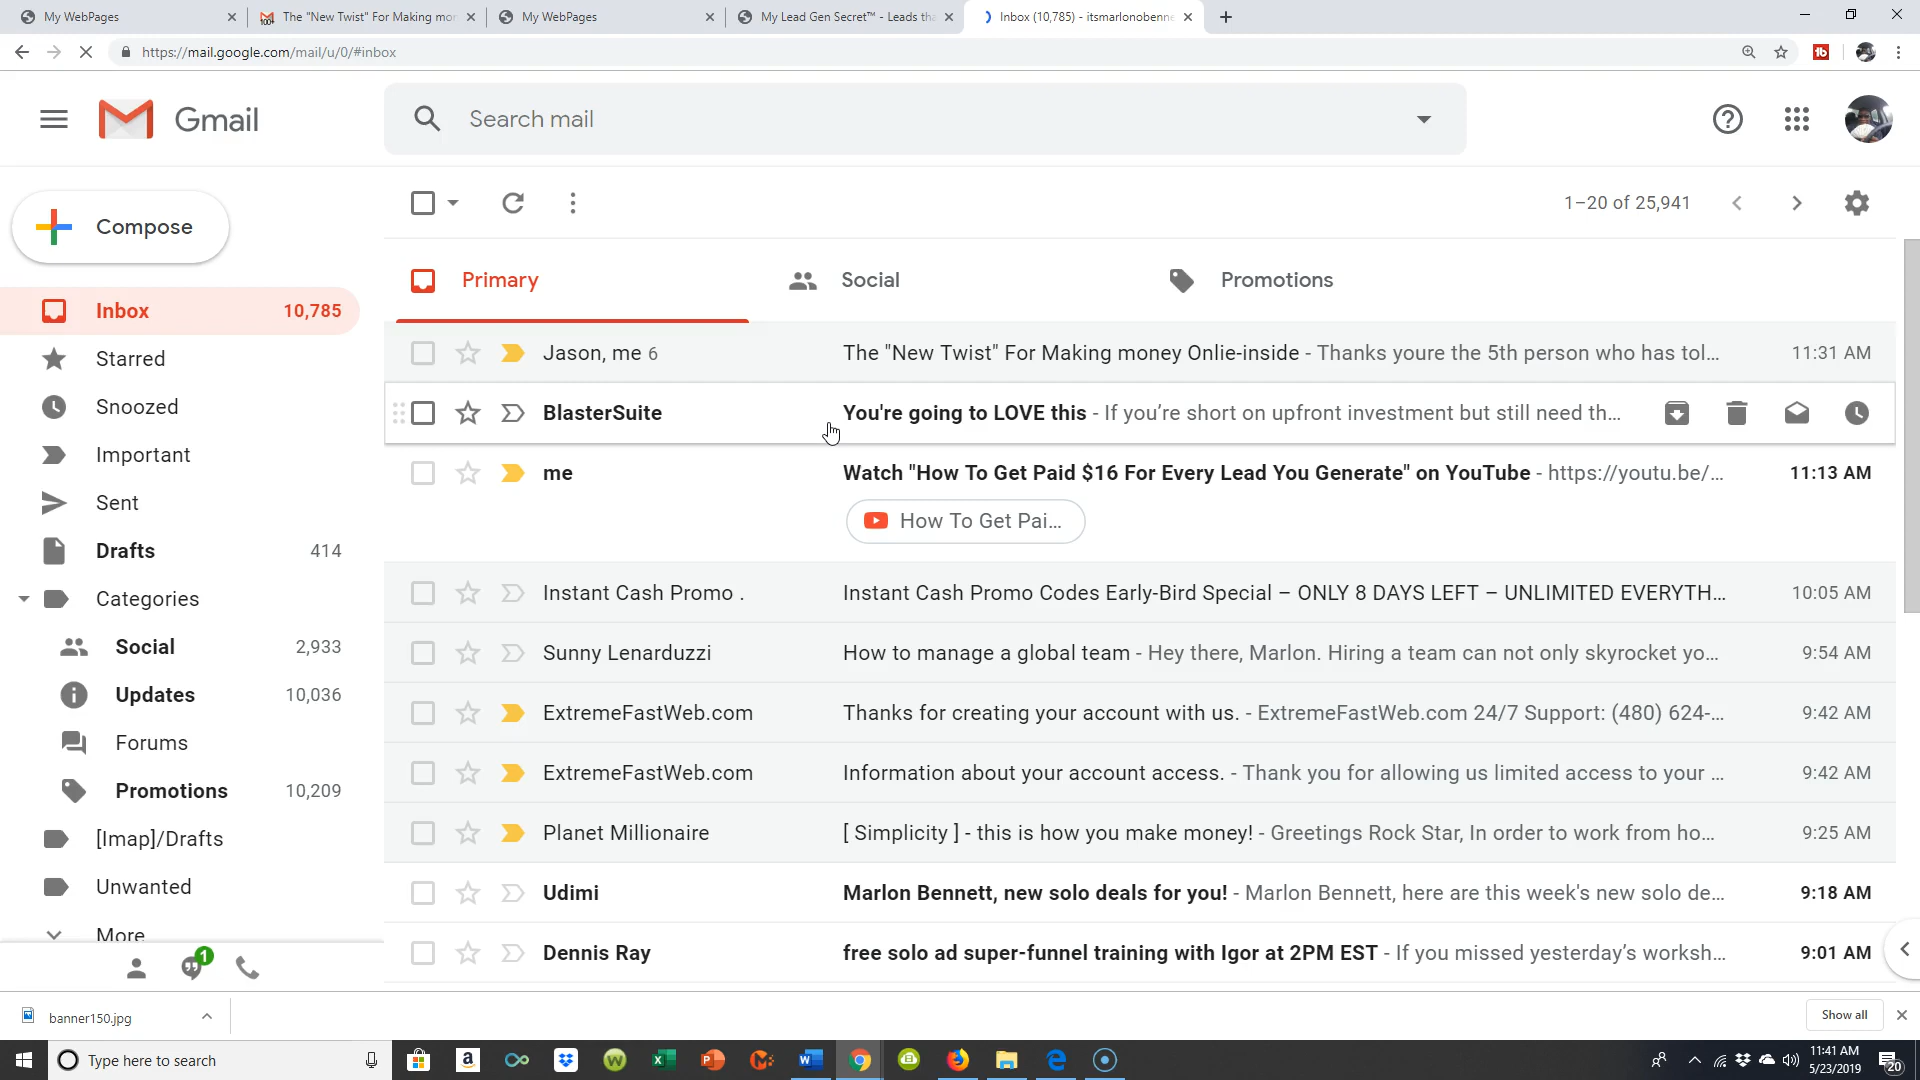 My WebPages
The "New Twist" For Making mor
My WebPages
My Lead Gen Secret™ - Leads tha
Inbox (10,785) - itsmarlonobenne
https://mail.google.com/mail/u/0/#inbox
Gmail
Search mail
Compose
1–20 of 25,941
Primary
Social
Promotions
Inbox 10,785
Starred
Snoozed
Important
Sent
Drafts 414
Categories
Social 2,933
Updates 10,036
Forums
Promotions 10,209
[Imap]/Drafts
Unwanted
More
1
Jason, me 6 The "New Twist" For Making money Onlie-inside - Thanks youre the 5th person who has tol... 11:31 AM
BlasterSuite You're going to LOVE this - If you’re short on upfront investment but still need th...
me Watch "How To Get Paid $16 For Every Lead You Generate" on YouTube - https://youtu.be/... 11:13 AM
How To Get Pai...
Instant Cash Promo . Instant Cash Promo Codes Early-Bird Special – ONLY 8 DAYS LEFT – UNLIMITED EVERYTH... 10:05 AM
Sunny Lenarduzzi How to manage a global team - Hey there, Marlon. Hiring a team can not only skyrocket yo... 9:54 AM
ExtremeFastWeb.com Thanks for creating your account with us. - ExtremeFastWeb.com 24/7 Support: (480) 624-... 9:42 AM
ExtremeFastWeb.com Information about your account access. - Thank you for allowing us limited access to your ... 9:42 AM
Planet Millionaire [ Simplicity ] - this is how you make money! - Greetings Rock Star, In order to work from ho... 9:25 AM
Udimi Marlon Bennett, new solo deals for you! - Marlon Bennett, here are this week's new solo de... 9:18 AM
Dennis Ray free solo ad super-funnel training with Igor at 2PM EST - If you missed yesterday’s worksh... 9:01 AM
banner150.jpg
Show all
Type here to search
11:41 AM
5/23/2019
20